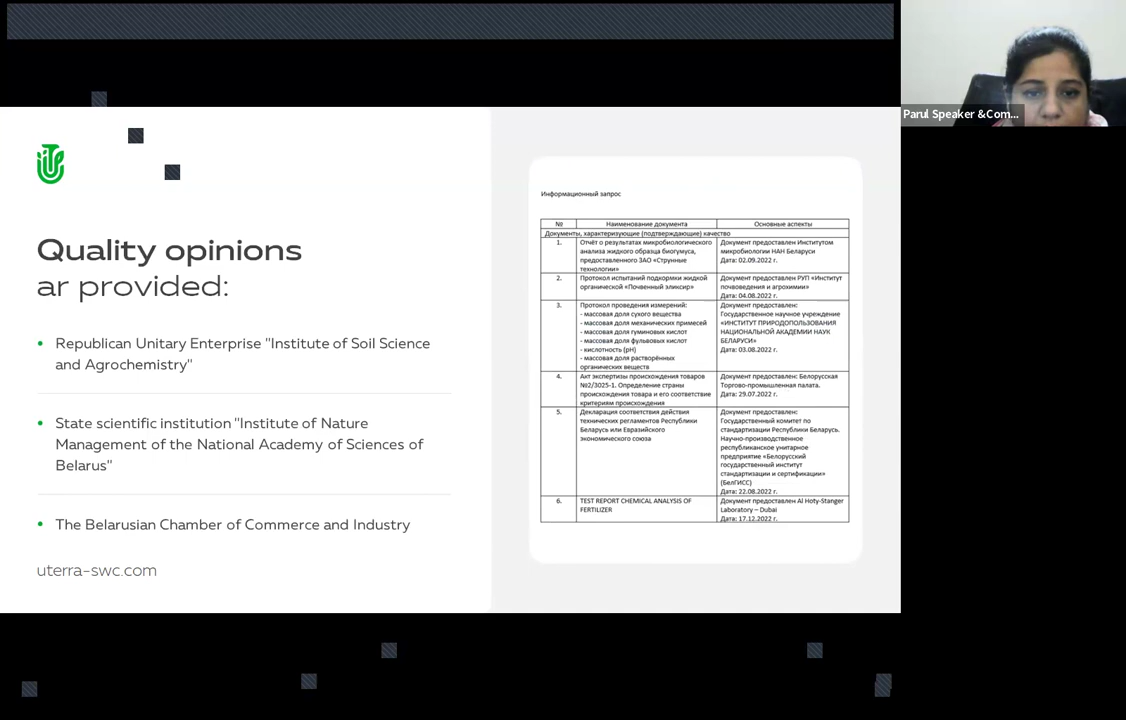 Parul Speaker &Com...
Quality opinions
ar provided:
• Republican Unitary Enterprise "Institute of Soil Science
and Agrochemistry"
• State scientific institution "Institute of Nature
Management of the National Academy of Sciences of
Belarus"
• The Belarusian Chamber of Commerce and Industry
uterra-swc.com
Информационный запрос
№ Наименование документа Основные аспекты
Документы, характеризующие (подтверждающие) качество
1. Отчёт о результатах микробиологического
анализа жидкого образца биогумуса,
предоставленного ЗАО «Струнные
технологии»
Документ предоставлен Институтом
микробиологии НАН Беларуси
Дата: 02.09.2022 г.
2. Протокол испытаний подкормки жидкой
органической «Почвенный эликсир»
Документ предоставлен РУП «Институт
почвоведения и агрохимии»
Дата: 04.08.2022 г.
3. Протокол проведения измерений:
- массовая доля сухого вещества
- массовая доля механических примесей
- массовая доля гуминовых кислот
- массовая доля фульвовых кислот
- кислотность (pH)
- массовая доля растворённых
органических веществ
Документ предоставлен:
Государственное научное учреждение
«ИНСТИТУТ ПРИРОДОПОЛЬЗОВАНИЯ
НАЦИОНАЛЬНОЙ АКАДЕМИИ НАУК
БЕЛАРУСИ»
Дата: 03.08.2022 г.
4. Акт экспертизы происхождения товаров
№2/3025-1. Определение страны
происхождения товара и его соответствие
критериям происхождения
Документ предоставлен: Белорусская
Торгово-промышленная палата.
Дата: 29.07.2022 г.
5. Декларация соответствия действия
технических регламентов Республики
Беларусь или Евразийского
экономического союза
Документ предоставлен:
Государственный комитет по
стандартизации Республики Беларусь.
Научно-производственное
республиканское унитарное
предприятие «Белорусский
государственный институт
стандартизации и сертификации»
(БелГИСС)
Дата: 22.08.2022 г.
6. TEST REPORT CHEMICAL ANALYSIS OF
FERTILIZER
Документ предоставлен Al Hoty-Stanger
Laboratory – Dubai
Дата: 17.12.2022 г.